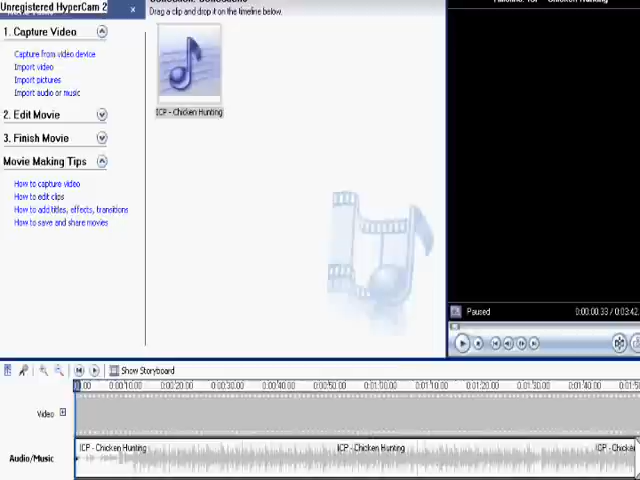 Unregistered HyperCam 2
Drag a clip and drop it on the timeline below.
1. Capture Video
Capture from video device
Import video
Import pictures
Import audio or music
2. Edit Movie
3. Finish Movie
Movie Making Tips
How to capture video
How to edit clips
How to add titles, effects, transitions
How to save and share movies
ICP - Chicken Hunting
Paused
0:00:00.33 / 0:03:42.
Show Storyboard
0:00:10.00 0:00:20.00 0:00:30.00 0:00:40.00 0:00:50.00 0:01:00.00 0:01:10.00 0:01:20.00 0:01:30.00 0:01:40.00
Video
Audio/Music
ICP - Chicken Hunting ICP - Chicken Hunting ICP - Chicke